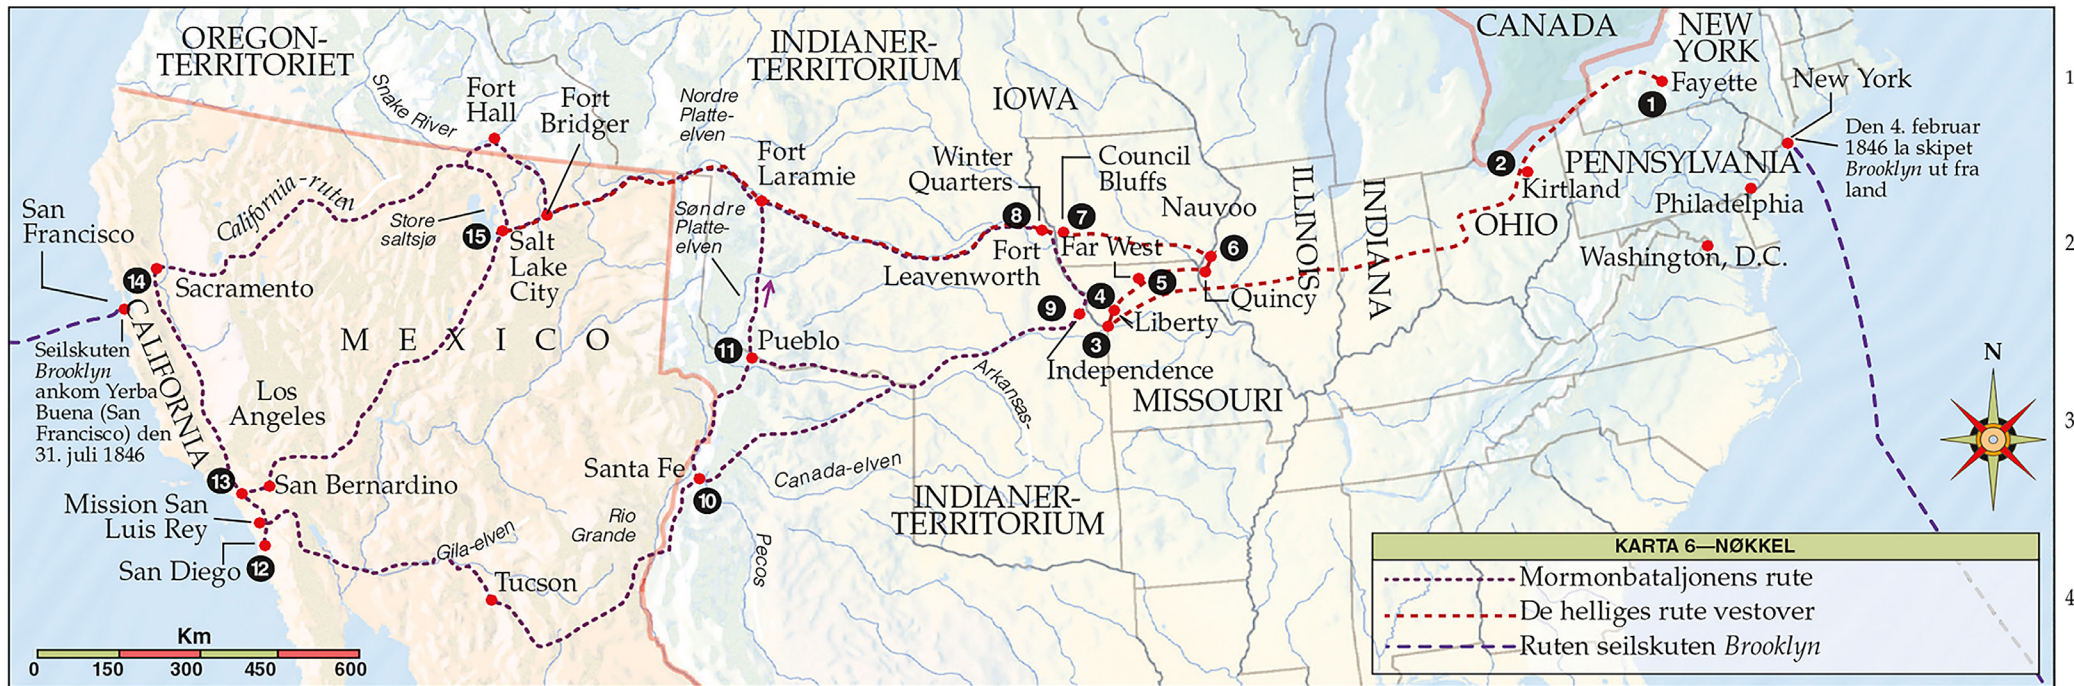 OREGON-
TERRITORIET
INDIANER-
TERRITORIUM
CANADA
NEW
YORK
Fayette
1
New York
1
Snake River
Fort
Hall
Fort
Bridger
Nordre
Platte-
elven
IOWA
Den 4. februar
1846 la skipet
Brooklyn ut fra
land
Fort
Laramie
Winter
Quarters
Council
Bluffs
2
Kirtland
PENNSYLVANIA
Philadelphia
California-ruten
Store
saltsjø
15
Salt
Lake
City
Søndre
Platte-
elven
8
7
Nauvoo
6
ILLINOIS
INDIANA
OHIO
Washington, D.C.
2
San
Francisco
14
Sacramento
Fort
Leavenworth
Far West
5
4
9
Quincy
Liberty
3
Independence
MISSOURI
CALIFORNIA
MEXICO
11
Pueblo
Arkansas-
N
Seilskuten
Brooklyn
ankom Yerba
Buena (San
Francisco) den
31. juli 1846
Los
Angeles
3
13
San Bernardino
Santa Fe
10
Canada-elven
INDIANER-
TERRITORIUM
Mission San
Luis Rey
San Diego
12
Gila-elven
Rio
Grande
Pecos
Tucson
4
KARTA 6—NØKKEL
Mormonbataljonens rute
De helliges rute vestover
Ruten seilskuten Brooklyn
Km
0 150 300 450 600